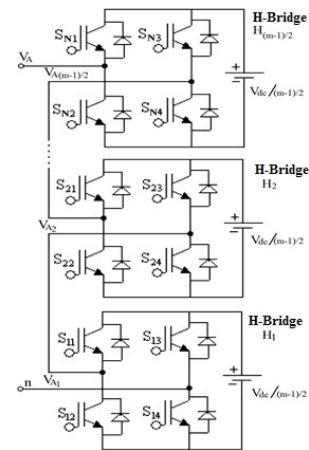 H-Bridge
H(m-1)/2
SN1
SN3
VA
VA(m-1)/2
+
−
Vdc/(m-1)/2
SN2
SN4
H-Bridge
H2
S21
S23
VA2
+
−
Vdc/(m-1)/2
S22
S24
H-Bridge
H1
S11
S13
+
−
Vdc/(m-1)/2
n
VA1
S12
S14